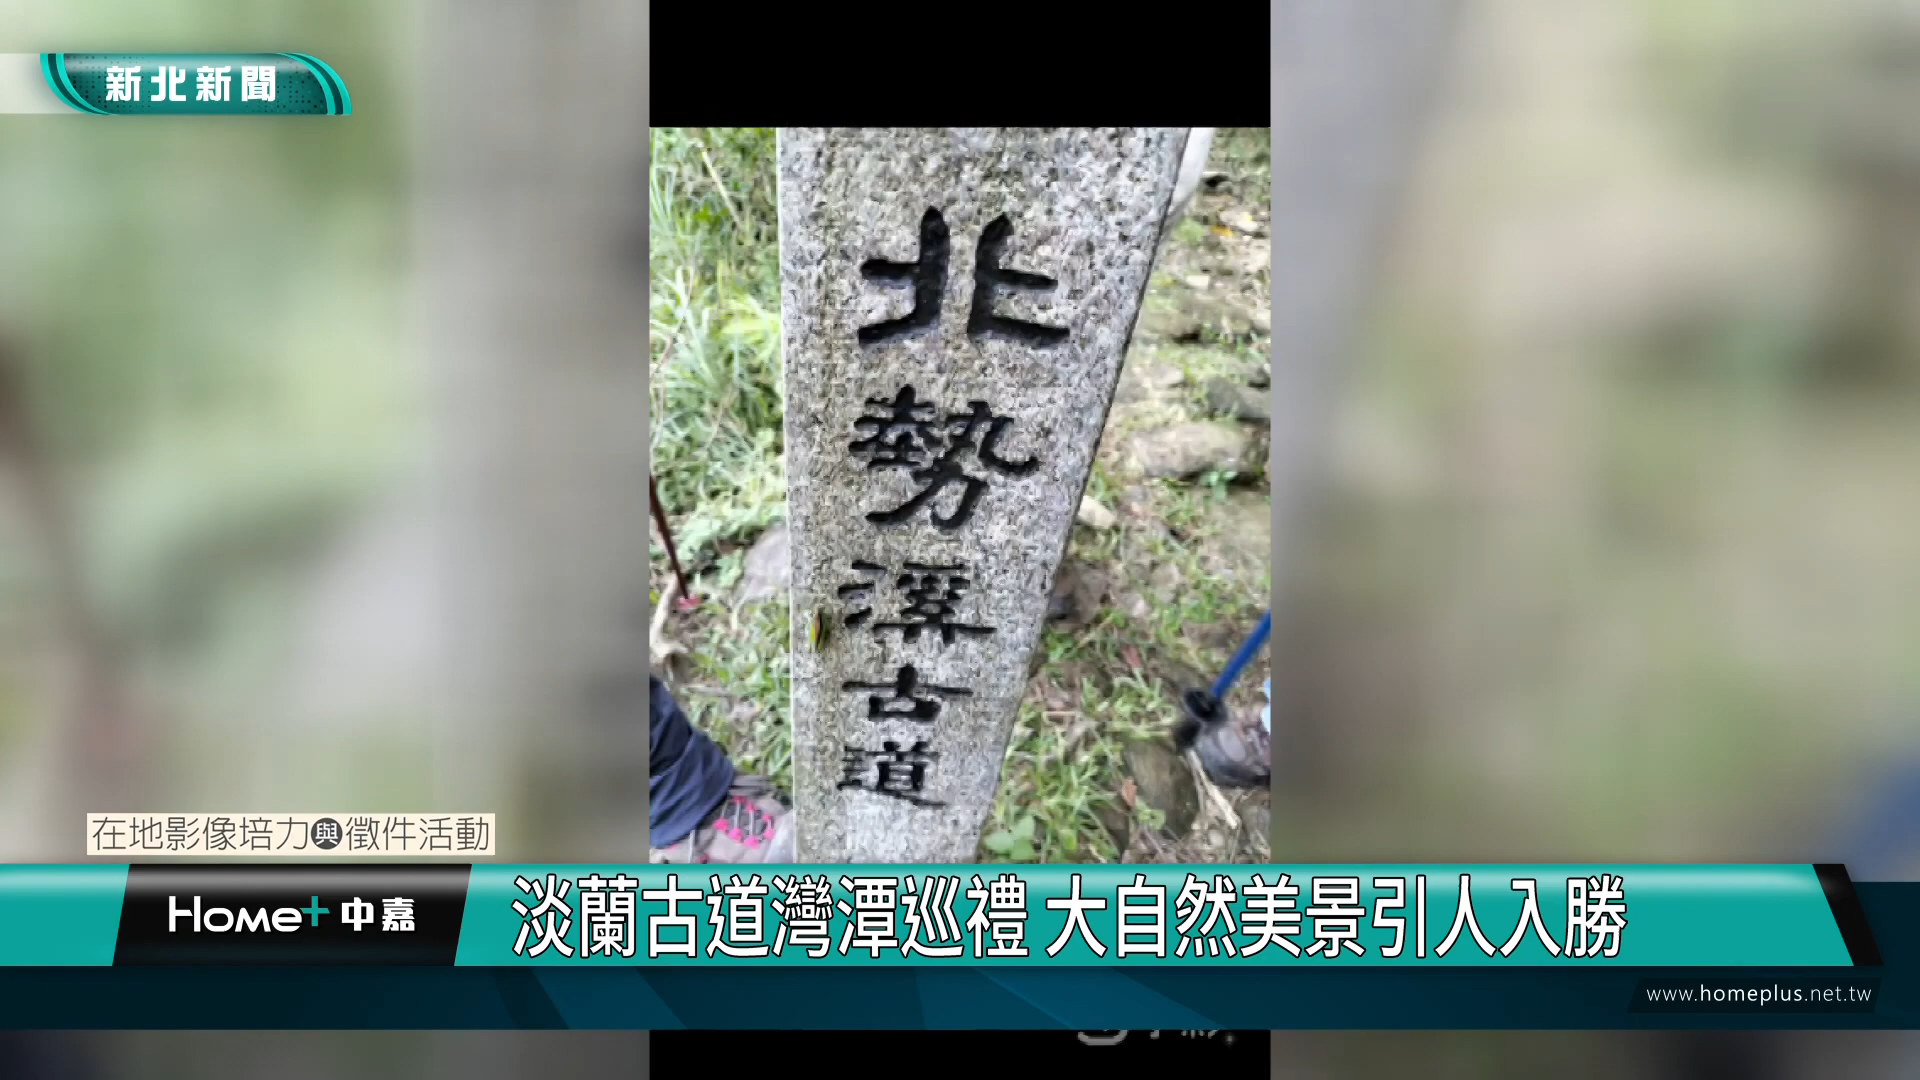 新北新聞
北
勢
溪
古
道
在地影像培力與徵件活動
Home+中嘉
淡蘭古道灣潭巡禮 大自然美景引人入勝
www.homeplus.net.tw